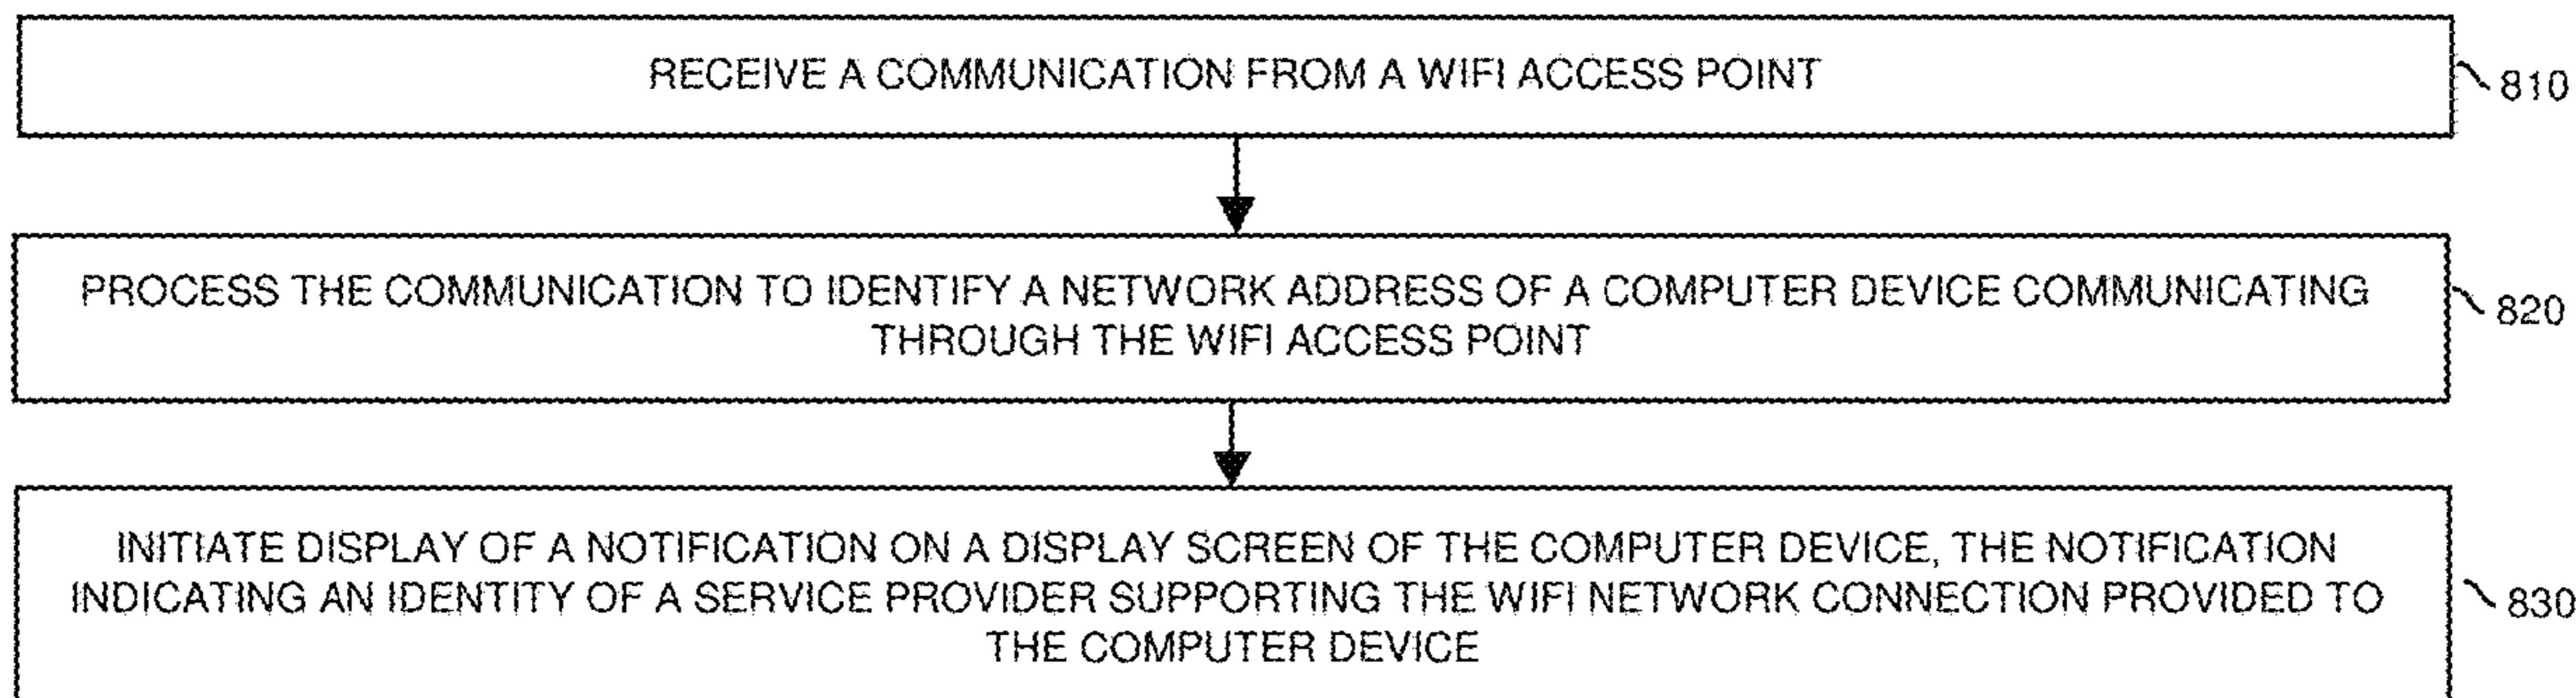 RECEIVE A COMMUNICATION FROM A WIFI ACCESS POINT
810
PROCESS THE COMMUNICATION TO IDENTIFY A NETWORK ADDRESS OF A COMPUTER DEVICE COMMUNICATING
THROUGH THE WIFI ACCESS POINT
820
INITIATE DISPLAY OF A NOTIFICATION ON A DISPLAY SCREEN OF THE COMPUTER DEVICE, THE NOTIFICATION
INDICATING AN IDENTITY OF A SERVICE PROVIDER SUPPORTING THE WIFI NETWORK CONNECTION PROVIDED TO
THE COMPUTER DEVICE
830